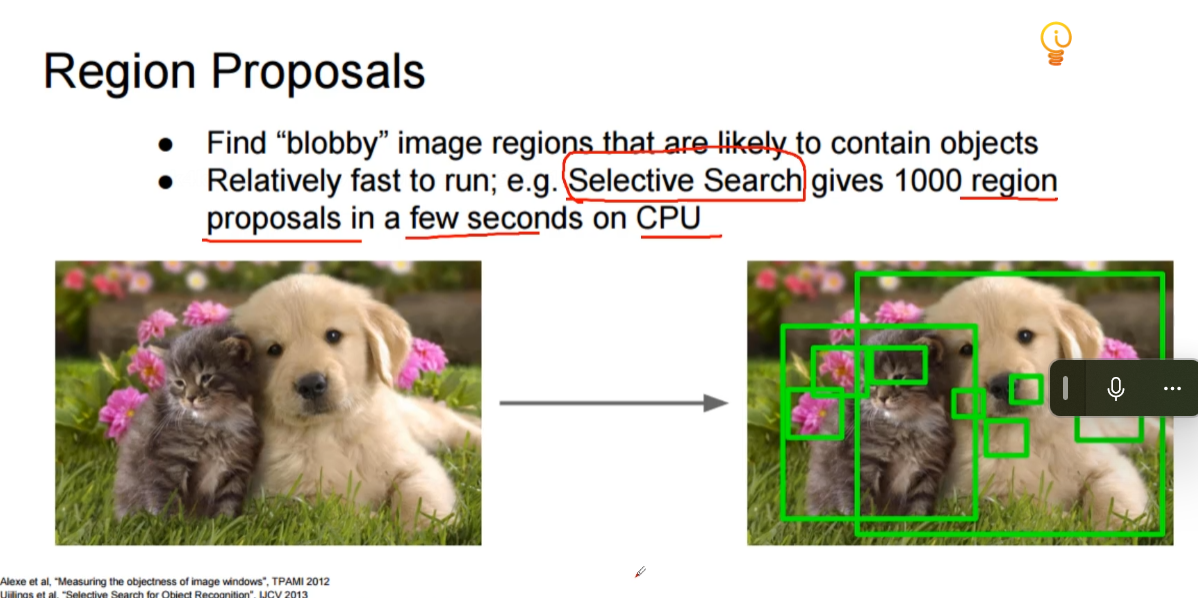 Region Proposals
● Find “blobby” image regions that are likely to contain objects
● Relatively fast to run; e.g. Selective Search gives 1000 region
proposals in a few seconds on CPU
Alexe et al, “Measuring the objectness of image windows”, TPAMI 2012
Uijlings et al, “Selective Search for Object Recognition”, IJCV 2013